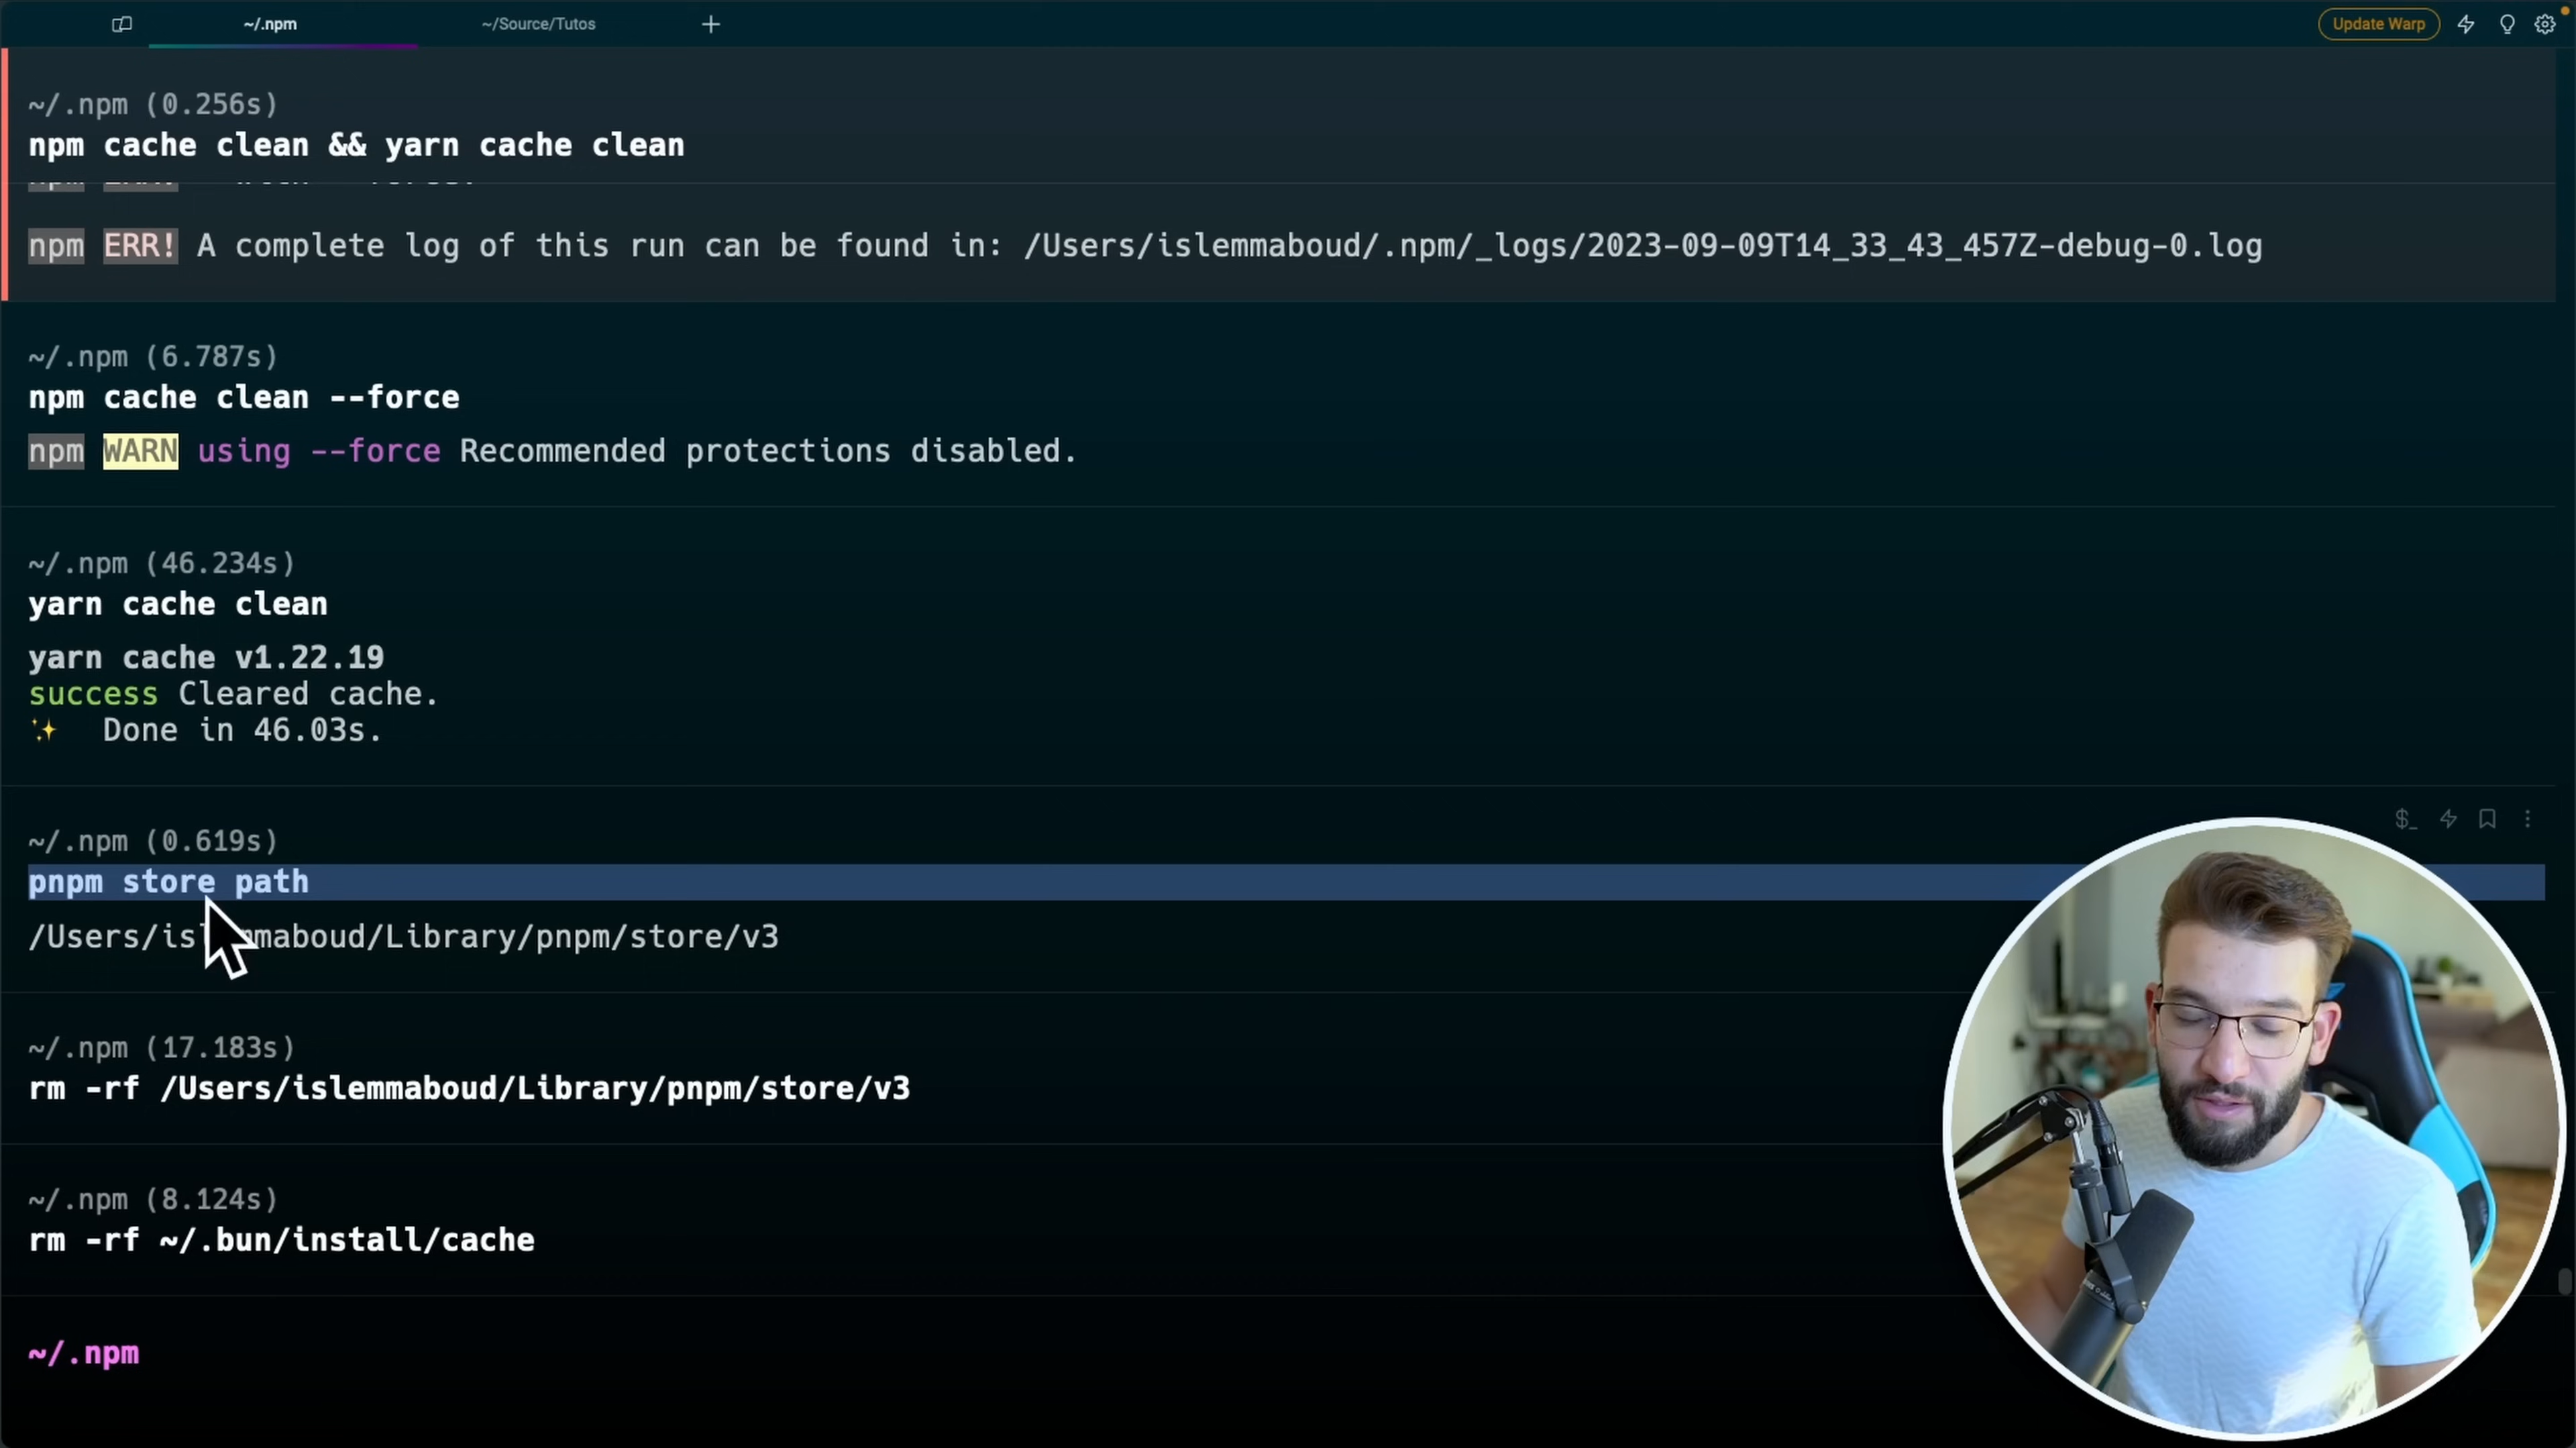 ~/.npm
~/Source/Tutos
Update Warp
~/.npm (0.256s)
npm cache clean && yarn cache clean
npm ERR! A complete log of this run can be found in: /Users/islemmaboud/.npm/_logs/2023-09-09T14_33_43_457Z-debug-0.log
~/.npm (6.787s)
npm cache clean --force
npm WARN using --force Recommended protections disabled.
~/.npm (46.234s)
yarn cache clean
yarn cache v1.22.19
success Cleared cache.
✨ Done in 46.03s.
~/.npm (0.619s)
$_
pnpm store path
/Users/islemmaboud/Library/pnpm/store/v3
~/.npm (17.183s)
rm -rf /Users/islemmaboud/Library/pnpm/store/v3
~/.npm (8.124s)
rm -rf ~/.bun/install/cache
~/.npm